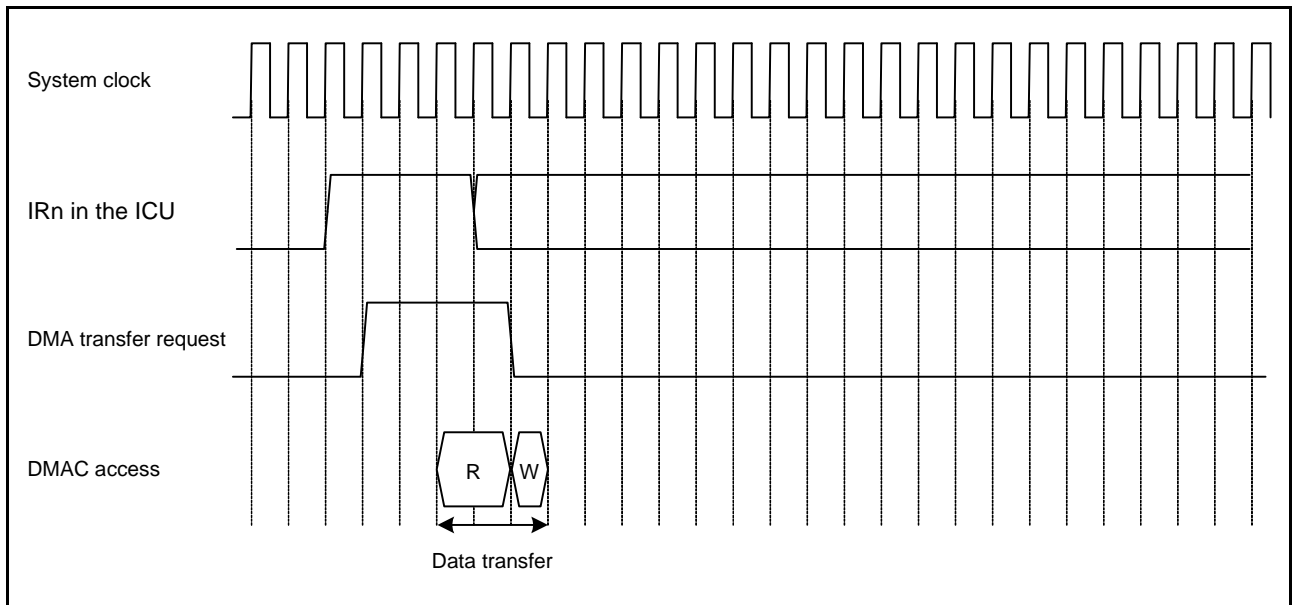 System clock
IRn in the ICU
DMA transfer request
DMAC access
R
W
Data transfer